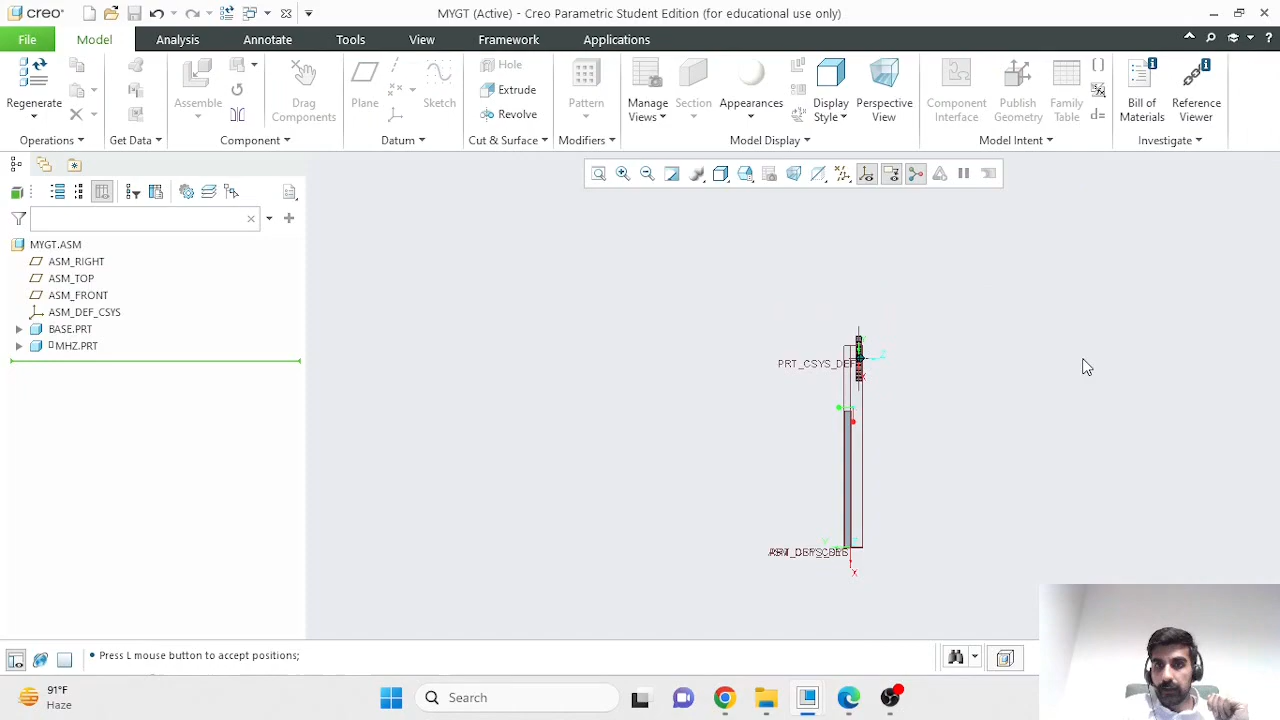 creo
MYGT (Active) - Creo Parametric Student Edition (for educational use only)
File Model Analysis Annotate Tools View Framework Applications
Regenerate
Assemble
Drag Components
Plane
Sketch
Hole
Extrude
Revolve
Pattern
Manage Views
Section
Appearances
Display Style
Perspective View
Component Interface
Publish Geometry
Family Table
Bill of Materials
Reference Viewer
Operations Get Data Component Datum Cut & Surface Modifiers Model Display Model Intent Investigate
MYGT.ASM
ASM_RIGHT
ASM_TOP
ASM_FRONT
ASM_DEF_CSYS
BASE.PRT
MHZ.PRT
PRT_CSYS_DEF
X
Press L mouse button to accept positions;
91°F
Haze
Search